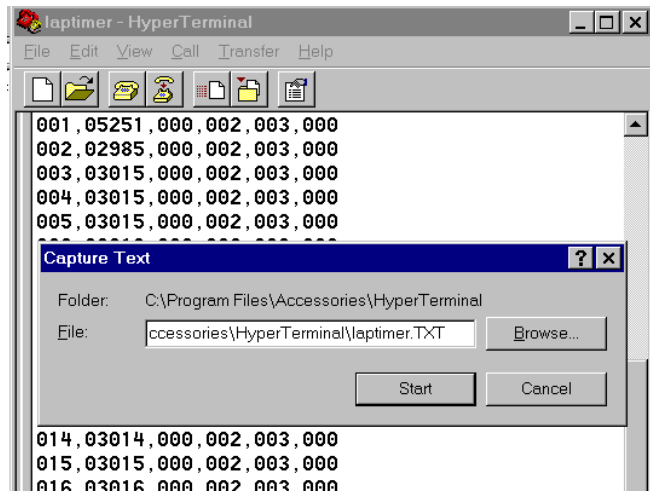 laptimer - HyperTerminal
File Edit View Call Transfer Help
001,05251,000,002,003,000
002,02985,000,002,003,000
003,03015,000,002,003,000
004,03015,000,002,003,000
005,03015,000,002,003,000
Capture Text
Folder: C:\Program Files\Accessories\HyperTerminal
File: ccessories\HyperTerminal\laptimer.TXT Browse...
Start Cancel
014,03014,000,002,003,000
015,03015,000,002,003,000
016,03016,000,002,003,000